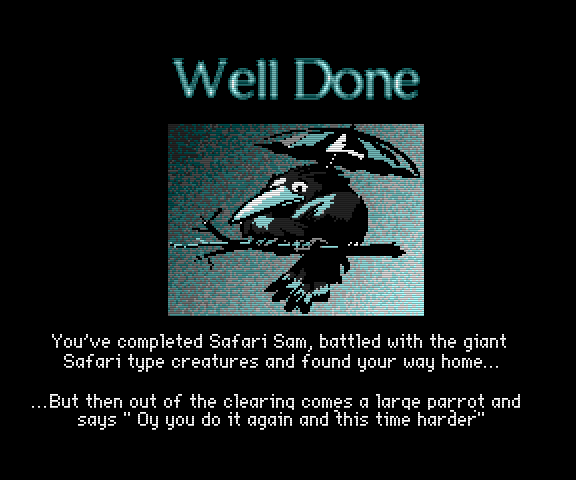 Well Done
You've completed Safari Sam, battled with the giant
Safari type creatures and found your way home...
...But then out of the clearing comes a large parrot and
says " Oy you do it again and this time harder"